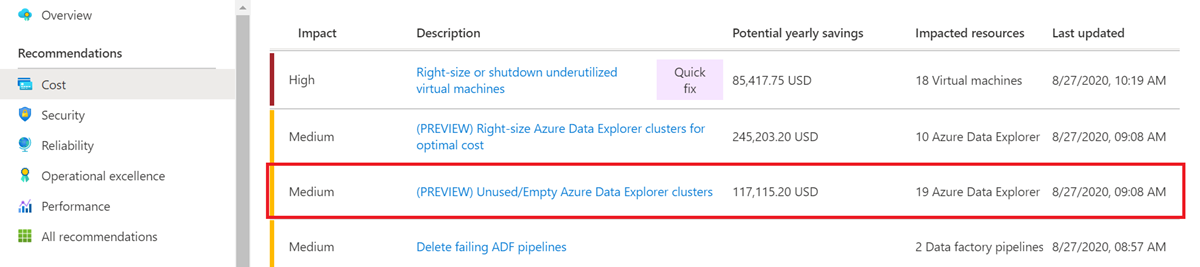 Overview
Recommendations
Cost
Security
Reliability
Operational excellence
Performance
All recommendations
Impact Description Potential yearly savings Impacted resources Last updated
High Right-size or shutdown underutilized virtual machines Quick fix 85,417.75 USD 18 Virtual machines 8/27/2020, 10:19 AM
Medium (PREVIEW) Right-size Azure Data Explorer clusters for optimal cost 245,203.20 USD 10 Azure Data Explorer 8/27/2020, 09:08 AM
Medium (PREVIEW) Unused/Empty Azure Data Explorer clusters 117,115.20 USD 19 Azure Data Explorer 8/27/2020, 09:08 AM
Medium Delete failing ADF pipelines 2 Data factory pipelines 8/27/2020, 08:57 AM